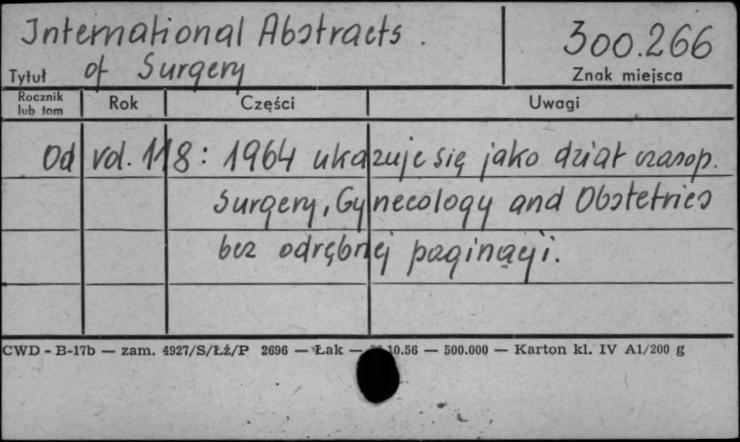 International Abstracts
of Surgery
Tytuł
300.266
Znak miejsca
Rocznik lub tom
Rok
Części
Uwagi
Od vol. 118: 1964 ukazuje się jako dział czasop.
Surgery, Gynecology and Obstetrics
bez odrębnej paginacji.
CWD - B-17b — zam. 4927/S/Łź/P 2696 — Łak — 10.56 — 500.000 — Karton kl. IV A1/200 g